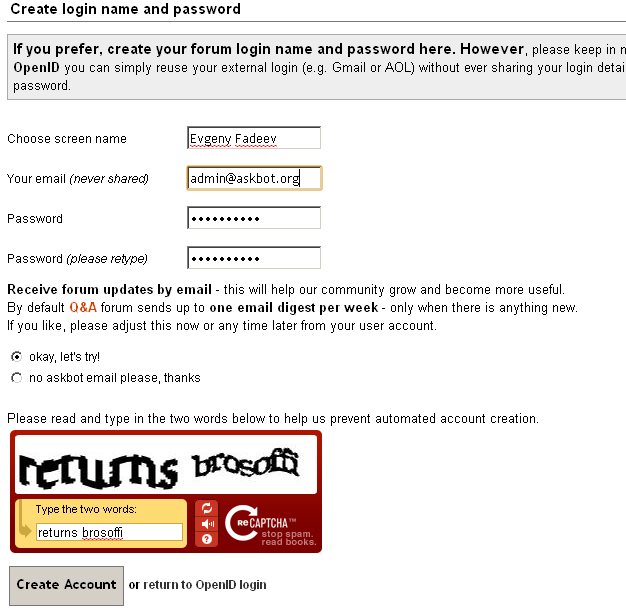 Create login name and password
If you prefer, create your forum login name and password here. However, please keep in
OpenID you can simply reuse your external login (e.g. Gmail or AOL) without ever sharing your login
password.
Choose screen name Evgeny Fadeev
Your email (never shared) admin@askbot.org
Password ••••••••••
Password (please retype) ••••••••••
Receive forum updates by email - this will help our community grow and become more useful.
By default Q&A forum sends up to one email digest per week - only when there is anything new.
If you like, please adjust this now or any time later from your user account.
okay, let's try!
no askbot email please, thanks
Please read and type in the two words below to help us prevent automated account creation.
returns brosoffi
Type the two words:
returns brosoffi
reCAPTCHA™
stop spam.
read books.
Create Account or return to OpenID login